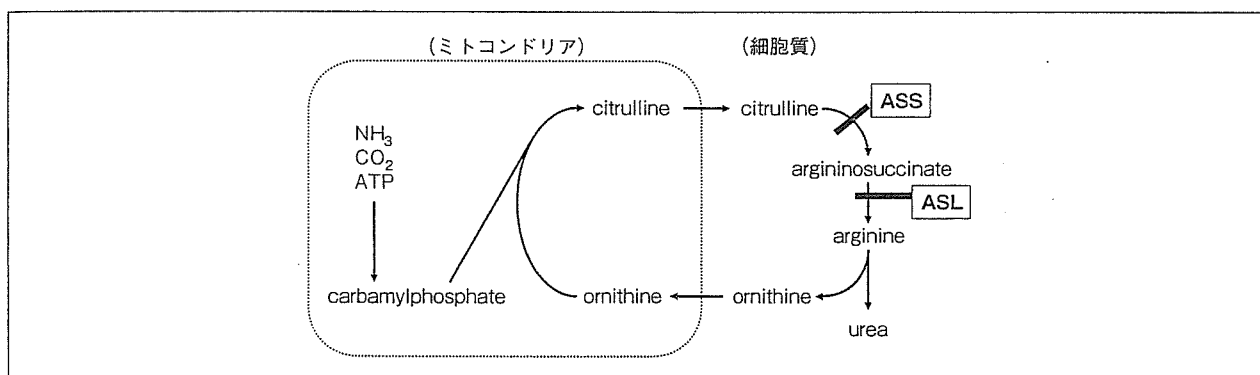 (ミトコンドリア)
(細胞質)
citrulline
citrulline
ASS
NH3
CO2
ATP
argininosuccinate
ASL
arginine
carbamylphosphate
ornithine
ornithine
urea